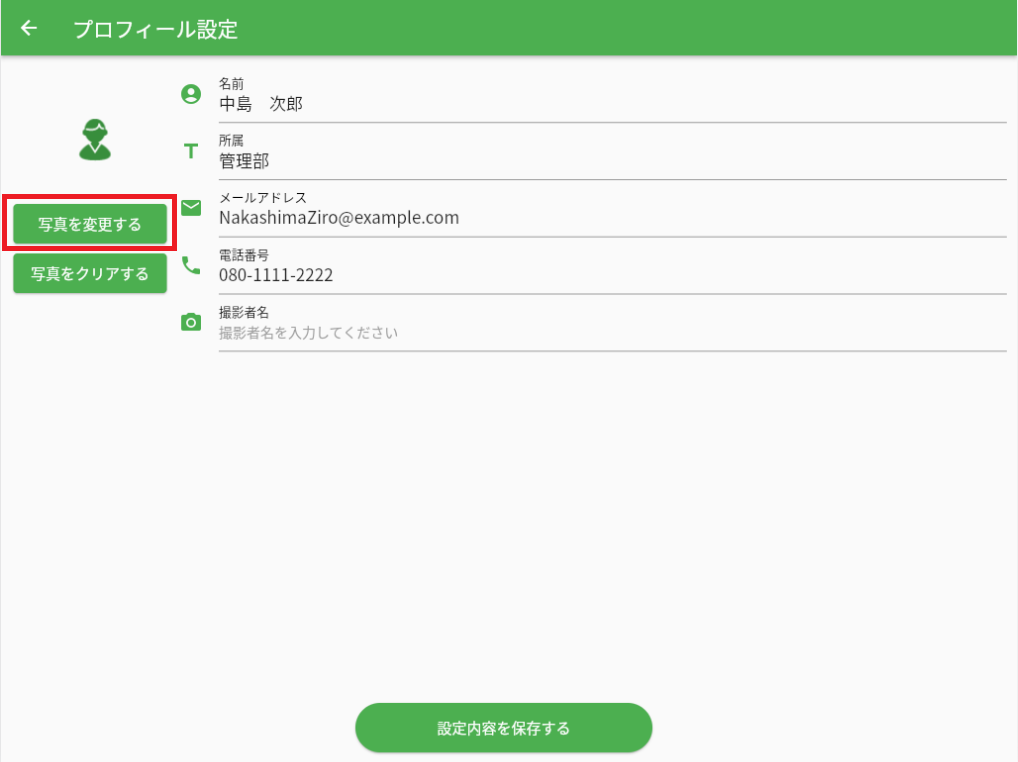 プロフィール設定
名前
中島　次郎
所属
管理部
メールアドレス
NakashimaZiro@example.com
写真を変更する
電話番号
080-1111-2222
写真をクリアする
撮影者名
撮影者名を入力してください
設定内容を保存する